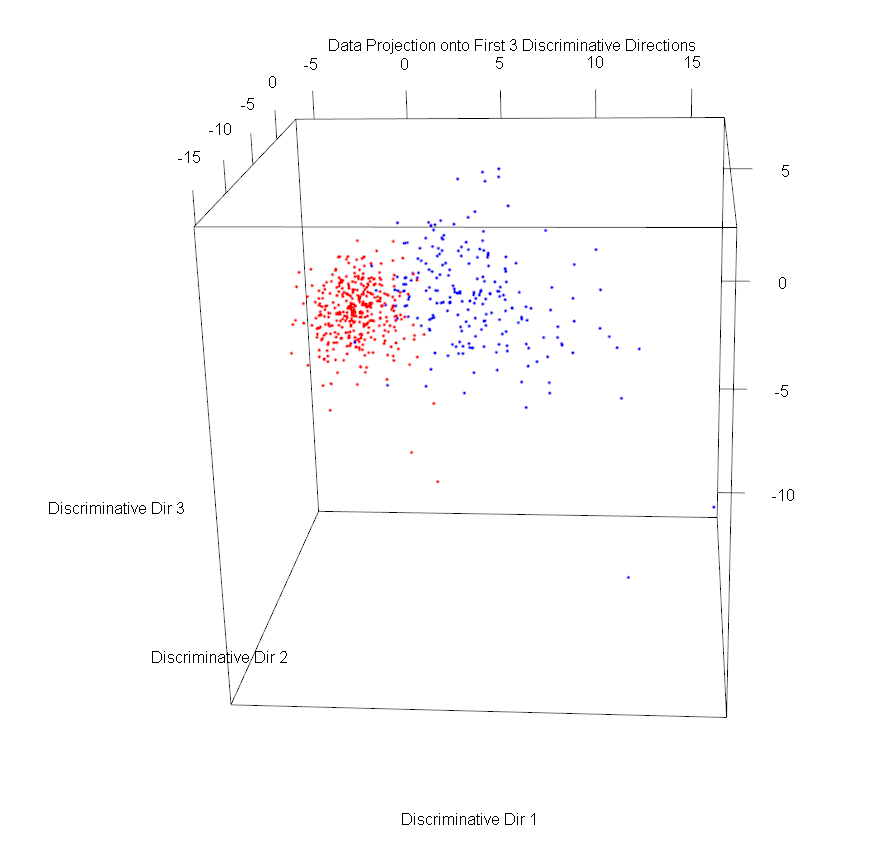 Data Projection onto First 3 Discriminative Directions
-5 0 5 10 15
0
-5
-10
-15
5
0
-5
-10
Discriminative Dir 3
Discriminative Dir 2
Discriminative Dir 1